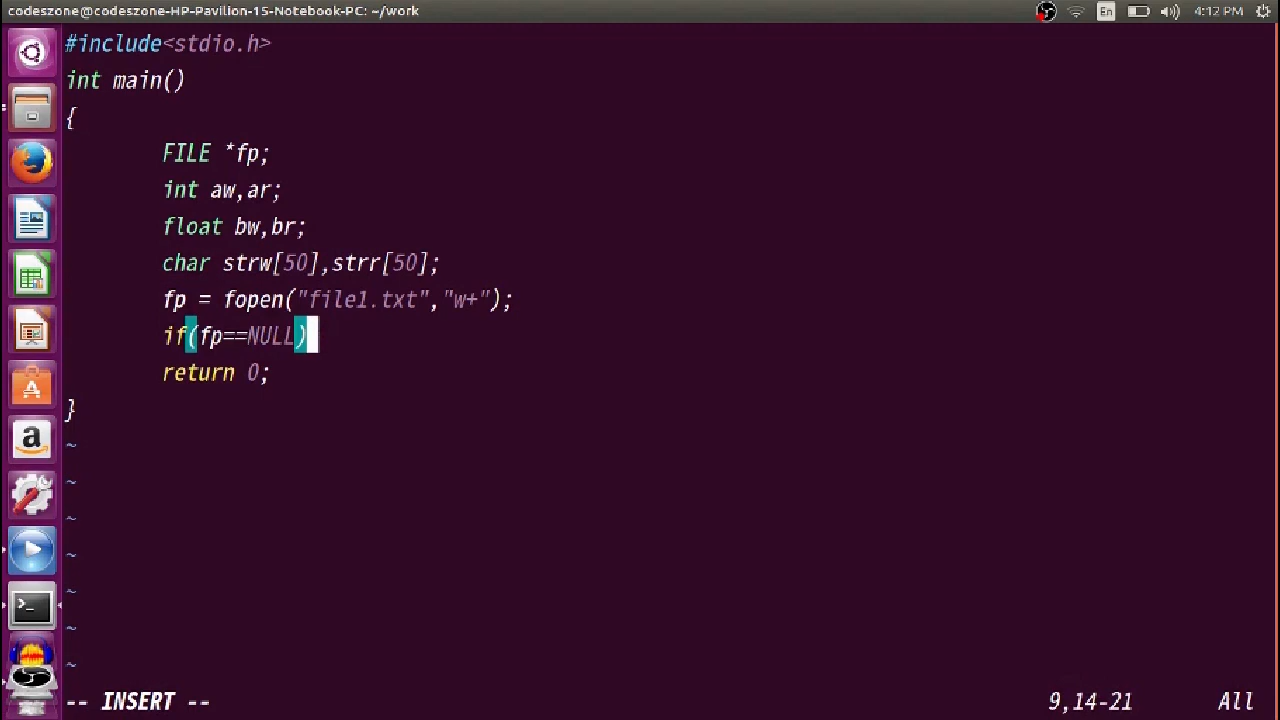 codeszone@codeszone-HP-Pavilion-15-Notebook-PC: ~/work
En
4:12 PM
#include<stdio.h>
int main()
{
FILE *fp;
int aw,ar;
float bw,br;
char strw[50],strr[50];
fp = fopen("file1.txt","w+");
if(fp==NULL)
return 0;
}
~
~
~
~
~
~
~
-- INSERT --
9,14-21
All